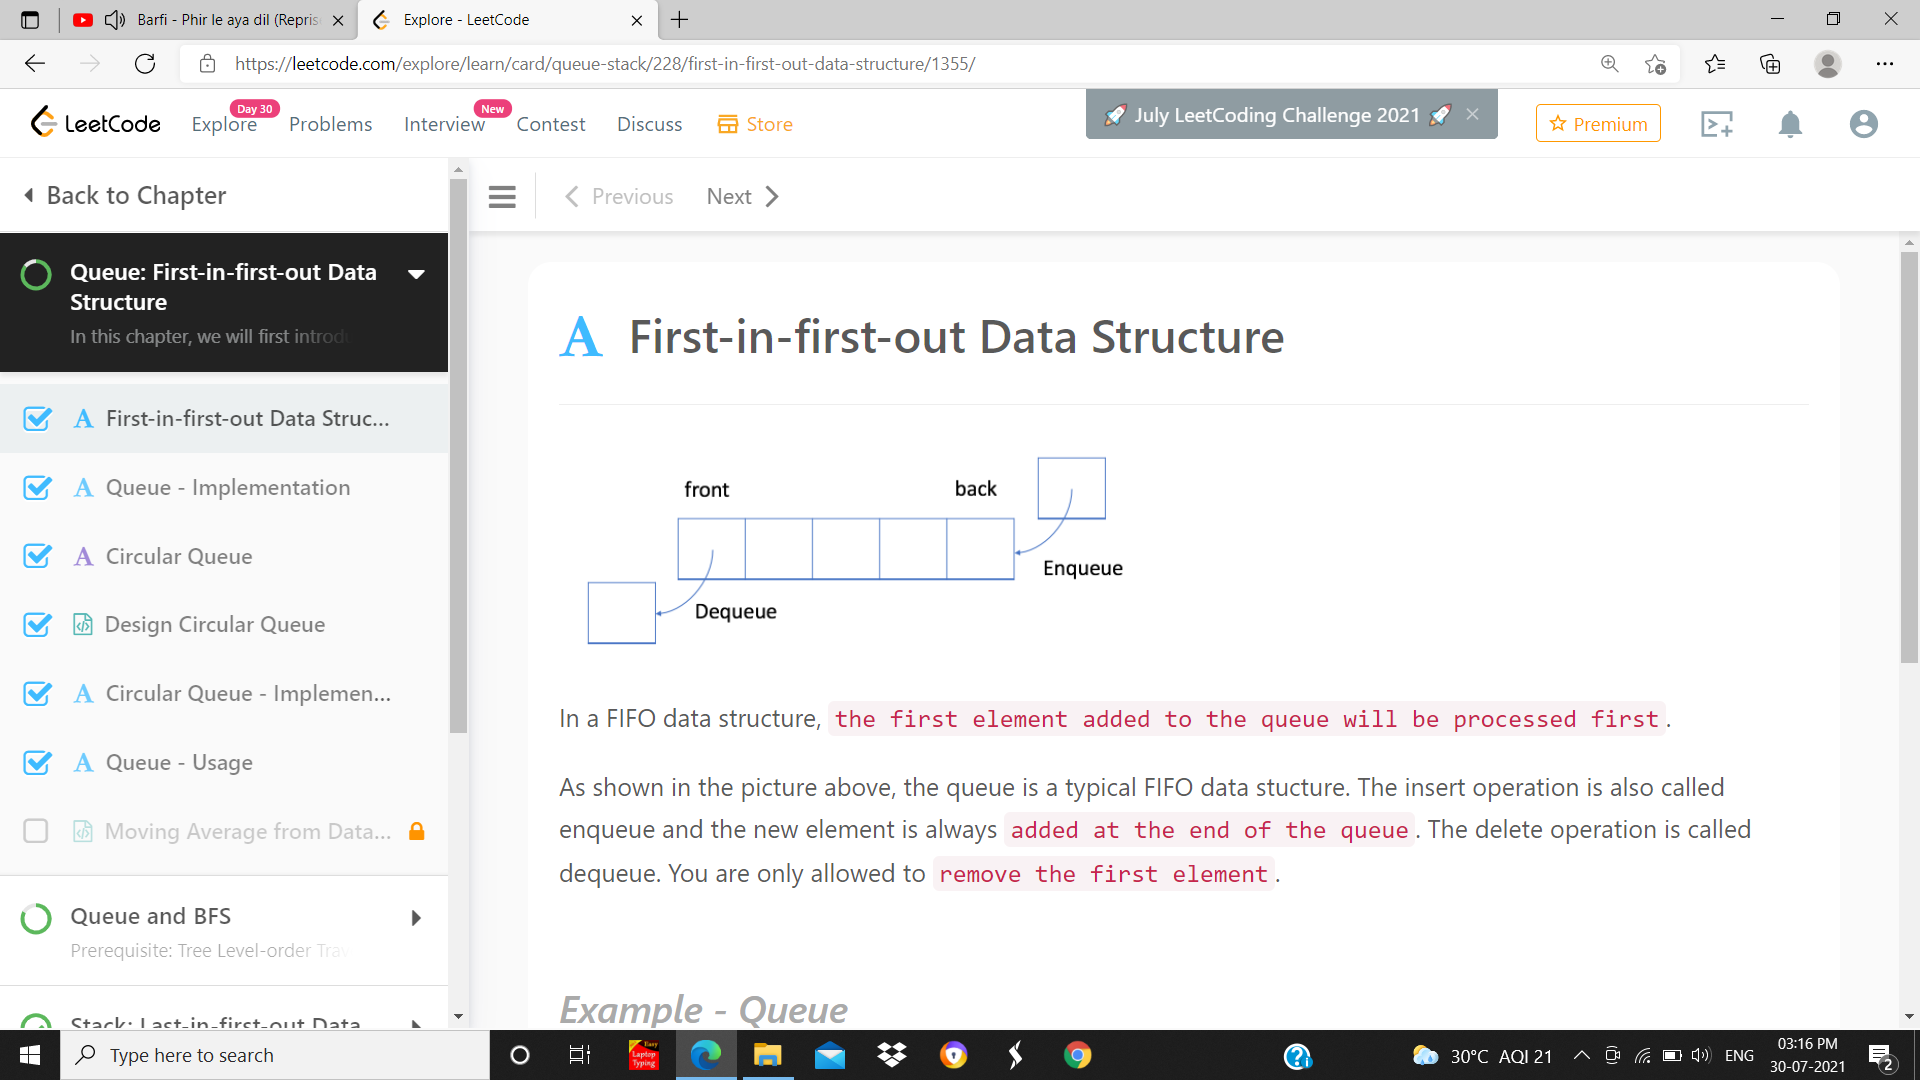 Barfi - Phir le aya dil (Repris
Explore - LeetCode
https://leetcode.com/explore/learn/card/queue-stack/228/first-in-first-out-data-structure/1355/
LeetCode
Explore
Day 30
Problems
Interview
New
Contest
Discuss
Store
🚀 July LeetCoding Challenge 2021 🚀
Premium
Back to Chapter
Previous
Next
Queue: First-in-first-out Data
Structure
In this chapter, we will first introdu
A First-in-first-out Data Struc...
A Queue - Implementation
A Circular Queue
Design Circular Queue
A Circular Queue - Implemen...
A Queue - Usage
Moving Average from Data...
Queue and BFS
Prerequisite: Tree Level-order Trav
Stack: Last-in-first-out Data
A First-in-first-out Data Structure
front
back
Enqueue
Dequeue
In a FIFO data structure, the first element added to the queue will be processed first.
As shown in the picture above, the queue is a typical FIFO data stucture. The insert operation is also called
enqueue and the new element is always added at the end of the queue. The delete operation is called
dequeue. You are only allowed to remove the first element.
Example - Queue
Type here to search
Easy
Laptop
Typing
30°C AQI 21
ENG
03:16 PM
30-07-2021
2